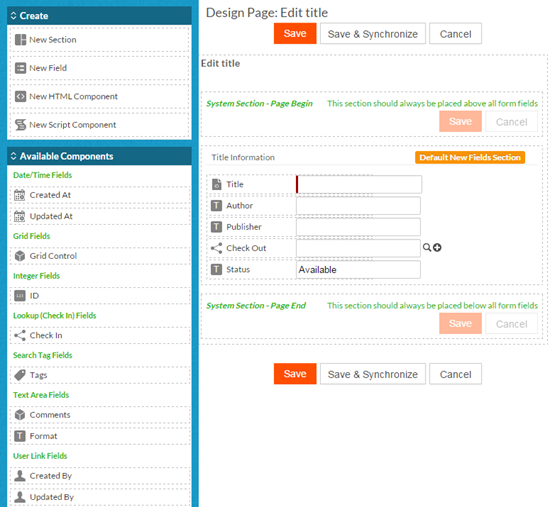 Create
New Section
New Field
New HTML Component
New Script Component
Available Components
Date/Time Fields
Created At
Updated At
Grid Fields
Grid Control
Integer Fields
ID
Lookup (Check In) Fields
Check In
Search Tag Fields
Tags
Text Area Fields
Comments
T Format
User Link Fields
Created By
Updated By
Design Page: Edit title
Save Save & Synchronize Cancel
Edit title
System Section - Page Begin This section should always be placed above all form fields
Save Cancel
Title Information Default New Fields Section
Title
T Author
T Publisher
Check Out
T Status Available
System Section - Page End This section should always be placed below all form fields
Save Cancel
Save Save & Synchronize Cancel